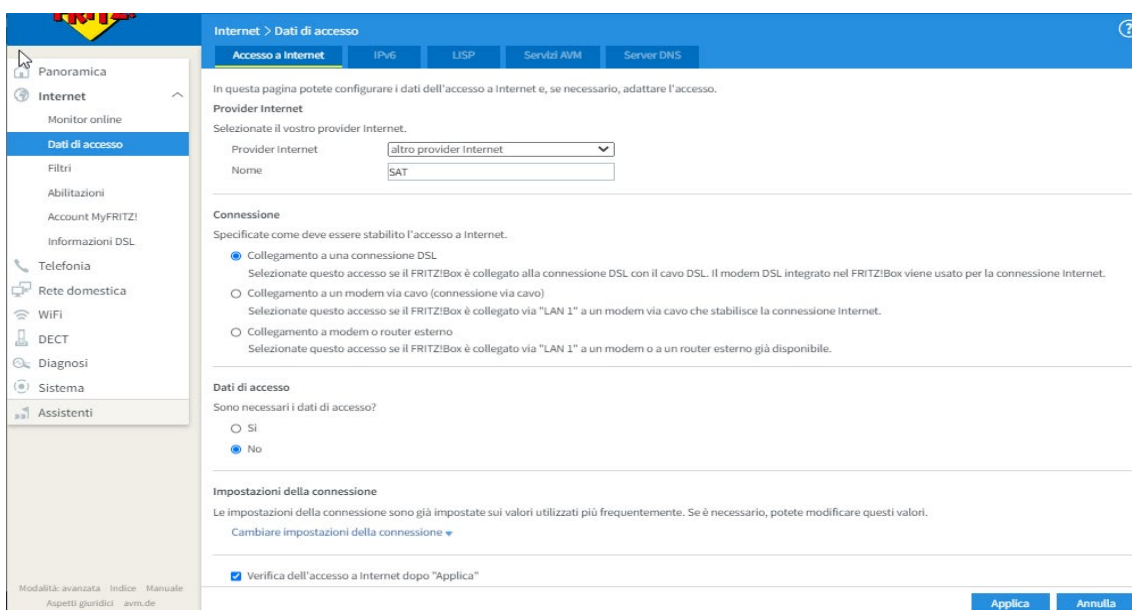 FRITZ!
Internet > Dati di accesso
?
Accesso a Internet
IPv6
LISP
Servizi AVM
Server DNS
Panoramica
Internet
Monitor online
Dati di accesso
Filtri
Abilitazioni
Account MyFRITZ!
Informazioni DSL
Telefonia
Rete domestica
WiFi
DECT
Diagnosi
Sistema
Assistenti
Modalità: avanzata Indice Manuale
Aspetti giuridici avm.de
In questa pagina potete configurare i dati dell'accesso a Internet e, se necessario, adattare l'accesso.
Provider Internet
Selezionate il vostro provider Internet.
Provider Internet altro provider Internet
Nome SAT
Connessione
Specificate come deve essere stabilito l'accesso a Internet.
Collegamento a una connessione DSL
Selezionate questo accesso se il FRITZ!Box è collegato alla connessione DSL con il cavo DSL. Il modem DSL integrato nel FRITZ!Box viene usato per la connessione Internet.
Collegamento a un modem via cavo (connessione via cavo)
Selezionate questo accesso se il FRITZ!Box è collegato via "LAN 1" a un modem via cavo che stabilisce la connessione Internet.
Collegamento a modem o router esterno
Selezionate questo accesso se il FRITZ!Box è collegato via "LAN 1" a un modem o a un router esterno già disponibile.
Dati di accesso
Sono necessari i dati di accesso?
Sì
No
Impostazioni della connessione
Le impostazioni della connessione sono già impostate sui valori utilizzati più frequentemente. Se è necessario, potete modificare questi valori.
Cambiare impostazioni della connessione
Verifica dell'accesso a Internet dopo "Applica"
Applica
Annulla